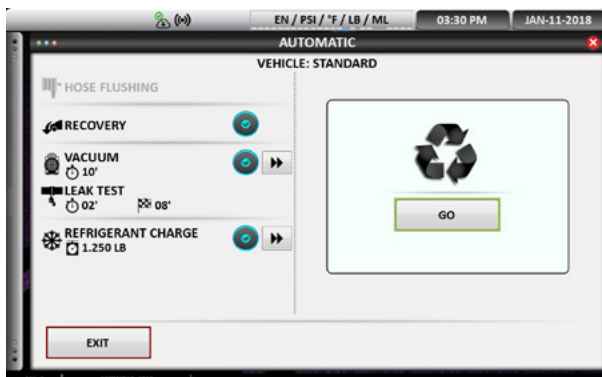 EN / PSI / °F / LB / ML
03:30 PM
JAN-11-2018
AUTOMATIC
VEHICLE: STANDARD
HOSE FLUSHING
RECOVERY
VACUUM
10'
LEAK TEST
02' 08'
REFRIGERANT CHARGE
1.250 LB
GO
EXIT